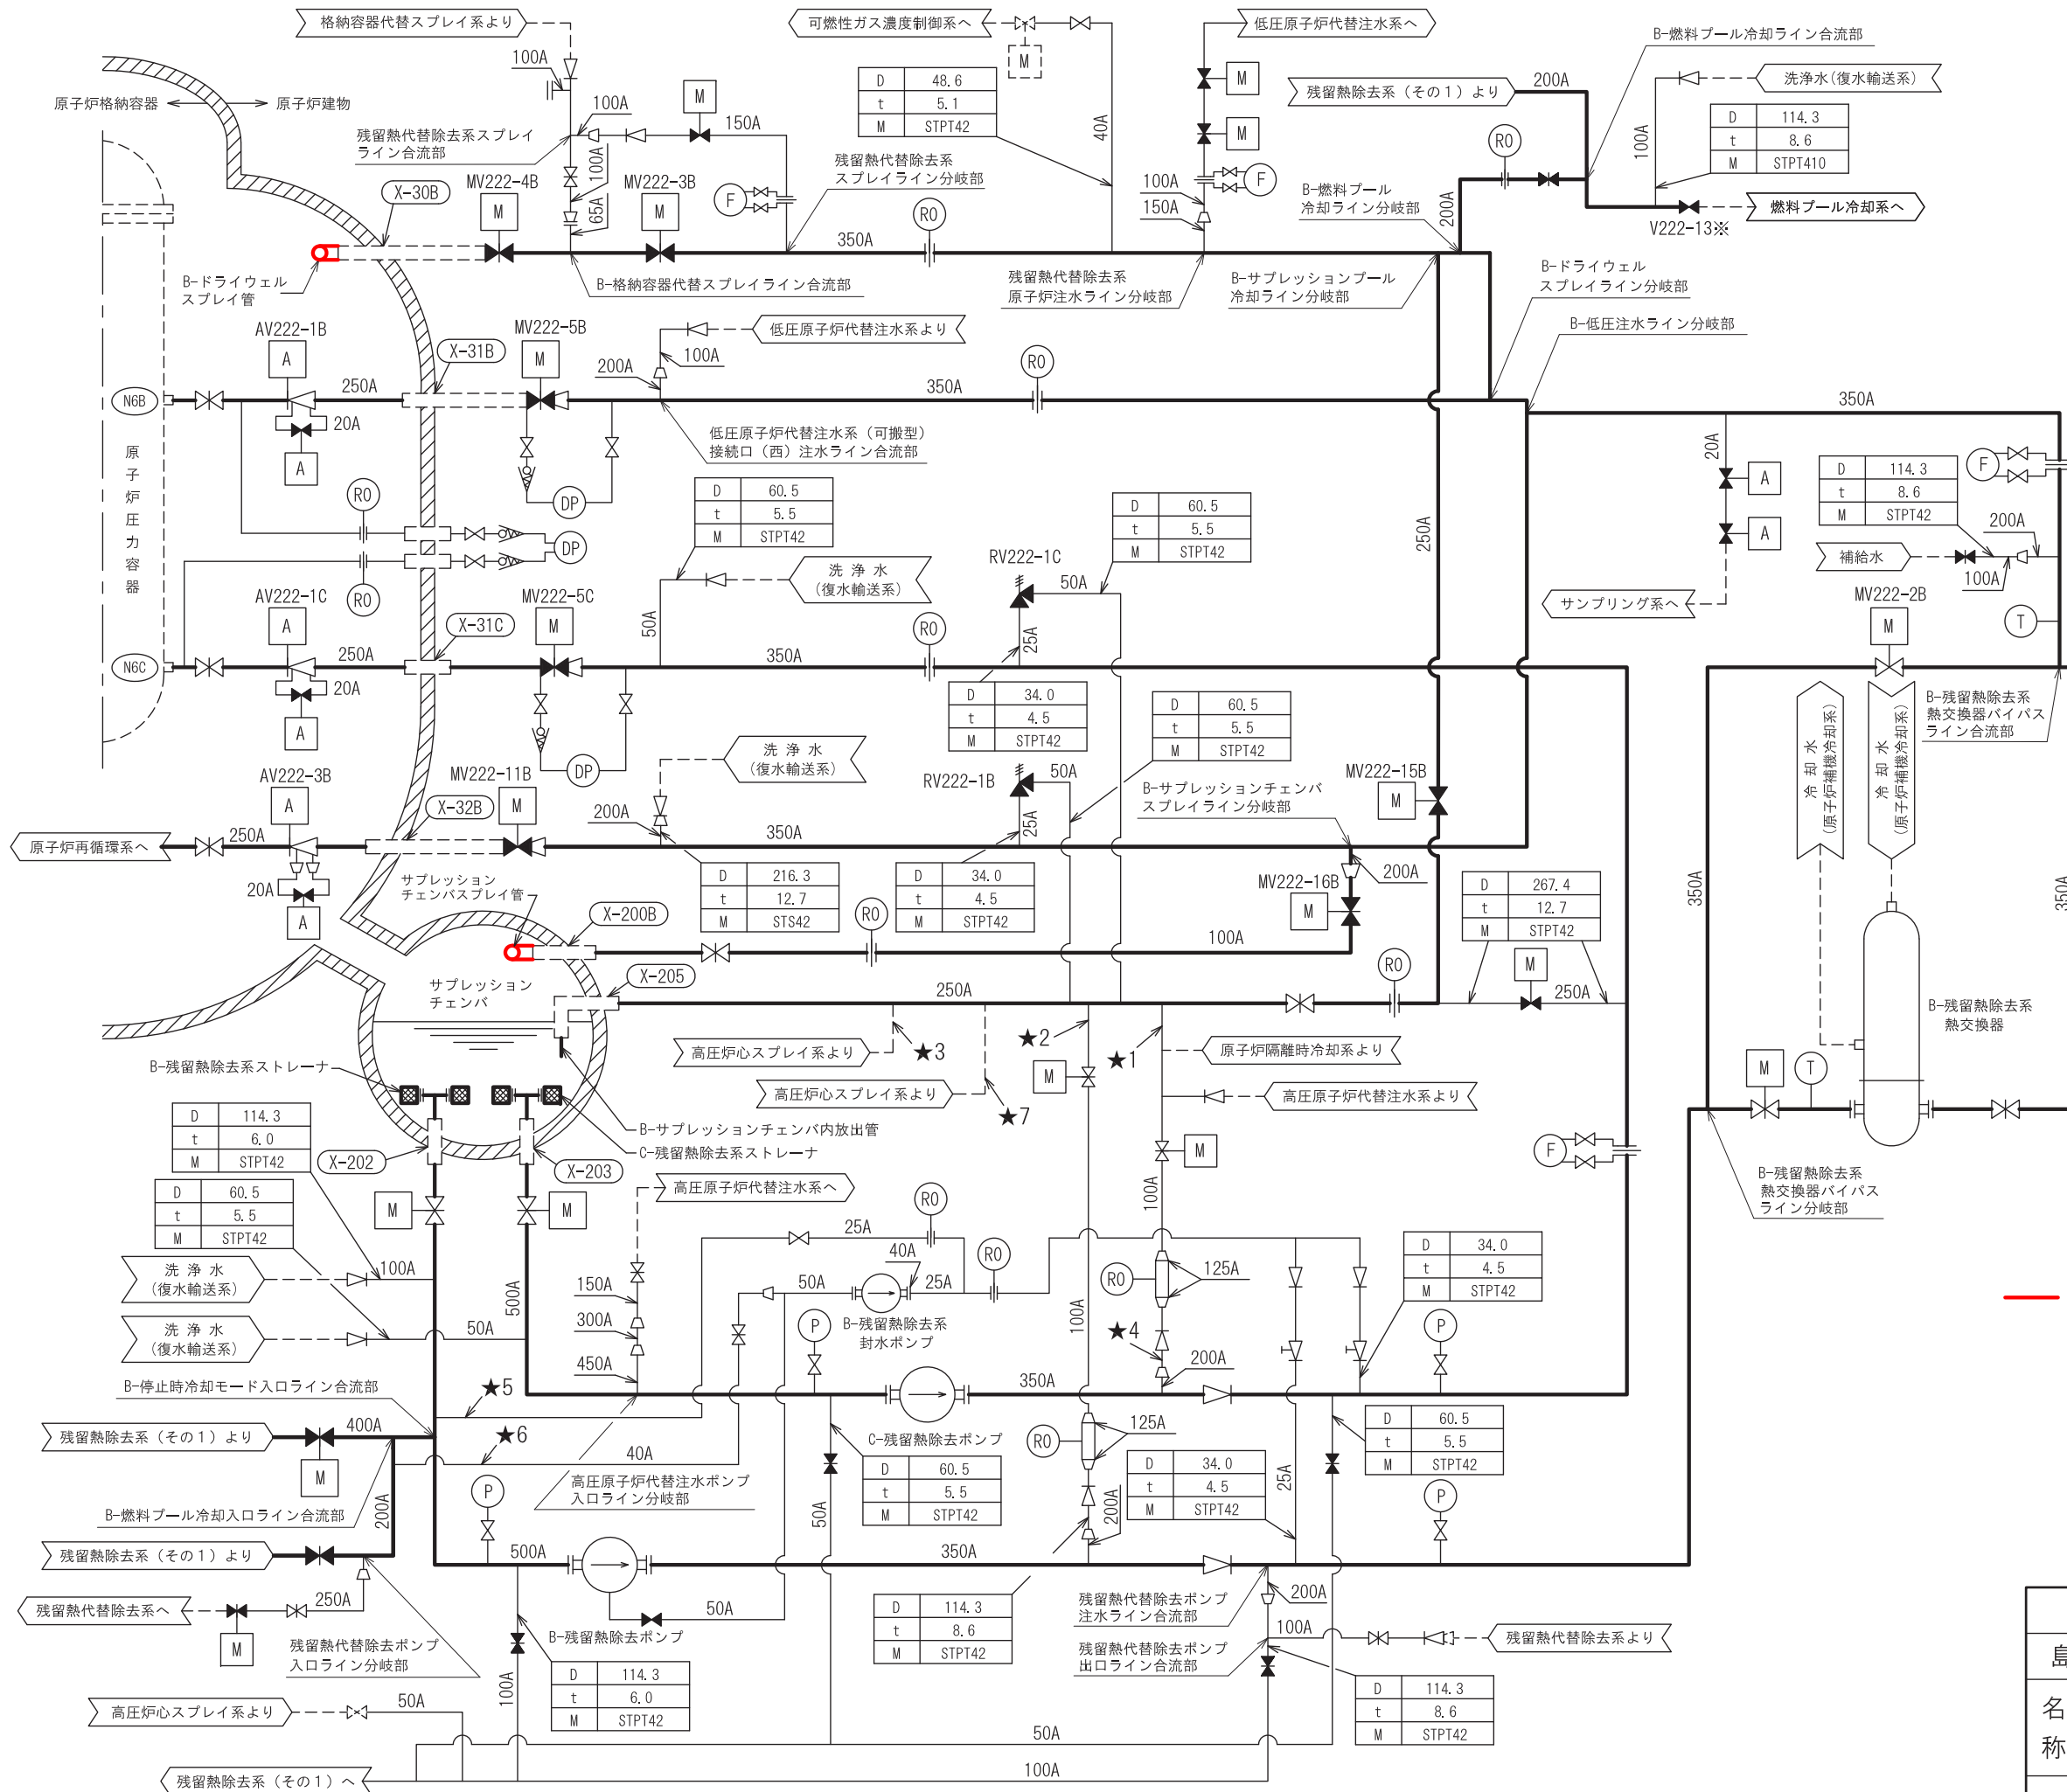 格納容器代替スプレイ系より
可燃性ガス濃度制御系へ
低圧原子炉代替注水系へ
B-燃料プール冷却ライン合流部
100A
M
D 48.6
t 5.1
M STPT42
M
残留熱除去系(その1)より
200A
洗浄水(復水輸送系)
原子炉格納容器
原子炉建物
100A
M
150A
40A
M
D 114.3
t 8.6
M STPT410
残留熱代替除去系スプレイ
ライン合流部
100A
残留熱代替除去系
スプレイライン分岐部
RO
100A
X-30B
MV222-4B
MV222-3B
F
100A
F
B-燃料プール
冷却ライン分岐部
200A
燃料プール冷却系へ
M
65A
M
RO
150A
V222-13※
350A
B-ドライウェル
スプレイ管
B-格納容器代替スプレイライン合流部
残留熱代替除去系
原子炉注水ライン分岐部
B-サプレッションプール
冷却ライン分岐部
B-ドライウェル
スプレイライン分岐部
AV222-1B
MV222-5B
低圧原子炉代替注水系より
B-低圧注水ライン分岐部
A
X-31B
M
100A
RO
N6B
250A
200A
350A
350A
20A
A
低圧原子炉代替注水系(可搬型)
接続口(西)注水ライン合流部
原子炉圧力容器
RO
DP
D 60.5
t 5.5
M STPT42
D 60.5
t 5.5
M STPT42
250A
20A
A
D 114.3
t 8.6
M STPT42
F
A
200A
DP
RV222-1C
50A
補給水
100A
RO
洗浄水
(復水輸送系)
サンプリング系へ
MV222-2B
AV222-1C
MV222-5C
50A
RO
25A
T
A
X-31C
M
M
N6C
250A
350A
20A
A
D 34.0
t 4.5
M STPT42
D 60.5
t 5.5
M STPT42
冷却水
(原子炉補機冷却系)
冷却水
(原子炉補機冷却系)
B-残留熱除去系
熱交換器バイパス
ライン合流部
DP
洗浄水
(復水輸送系)
AV222-3B
MV222-11B
RV222-1B
50A
MV222-15B
A
X-32B
M
B-サプレッションチェンバ
スプレイライン分岐部
M
原子炉再循環系へ
250A
200A
350A
25A
20A
A
サプレッション
チェンバスプレイ管
D 216.3
t 12.7
M STS42
D 34.0
t 4.5
M STPT42
MV222-16B
200A
D 267.4
t 12.7
M STPT42
350A
350A
X-200B
RO
M
100A
サプレッション
チェンバ
X-205
RO
M
250A
250A
B-残留熱除去系
熱交換器
★2
★1
高圧炉心スプレイ系より
★3
原子炉隔離時冷却系より
B-残留熱除去系ストレーナ
M
M
T
高圧炉心スプレイ系より
★7
高圧原子炉代替注水系より
D 114.3
t 6.0
M STPT42
B-サプレッションチェンバ内放出管
C-残留熱除去系ストレーナ
M
F
X-202
X-203
B-残留熱除去系
熱交換器バイパス
ライン分岐部
D 60.5
t 5.5
M STPT42
M
M
高圧原子炉代替注水系へ
RO
100A
25A
洗浄水
(復水輸送系)
100A
40A
RO
D 34.0
t 4.5
M STPT42
500A
150A
50A
25A
RO
125A
洗浄水
(復水輸送系)
50A
300A
P
B-残留熱除去系
封水ポンプ
100A
★4
P
450A
200A
B-停止時冷却モード入口ライン合流部
★5
350A
残留熱除去系(その1)より
400A
★6
C-残留熱除去ポンプ
RO
125A
D 60.5
t 5.5
M STPT42
M
40A
D 60.5
t 5.5
M STPT42
D 34.0
t 4.5
M STPT42
25A
高圧原子炉代替注水ポンプ
入口ライン分岐部
P
P
B-燃料プール冷却入口ライン合流部
200A
50A
200A
残留熱除去系(その1)より
500A
350A
残留熱代替除去系へ
250A
50A
D 114.3
t 8.6
M STPT42
残留熱代替除去ポンプ
注水ライン合流部
200A
M
残留熱代替除去ポンプ
入口ライン分岐部
B-残留熱除去ポンプ
残留熱代替除去ポンプ
出口ライン合流部
100A
残留熱代替除去系より
100A
D 114.3
t 6.0
M STPT42
D 114.3
t 8.6
M STPT42
高圧炉心スプレイ系より
50A
50A
残留熱除去系(その1)へ
100A
島
名
称